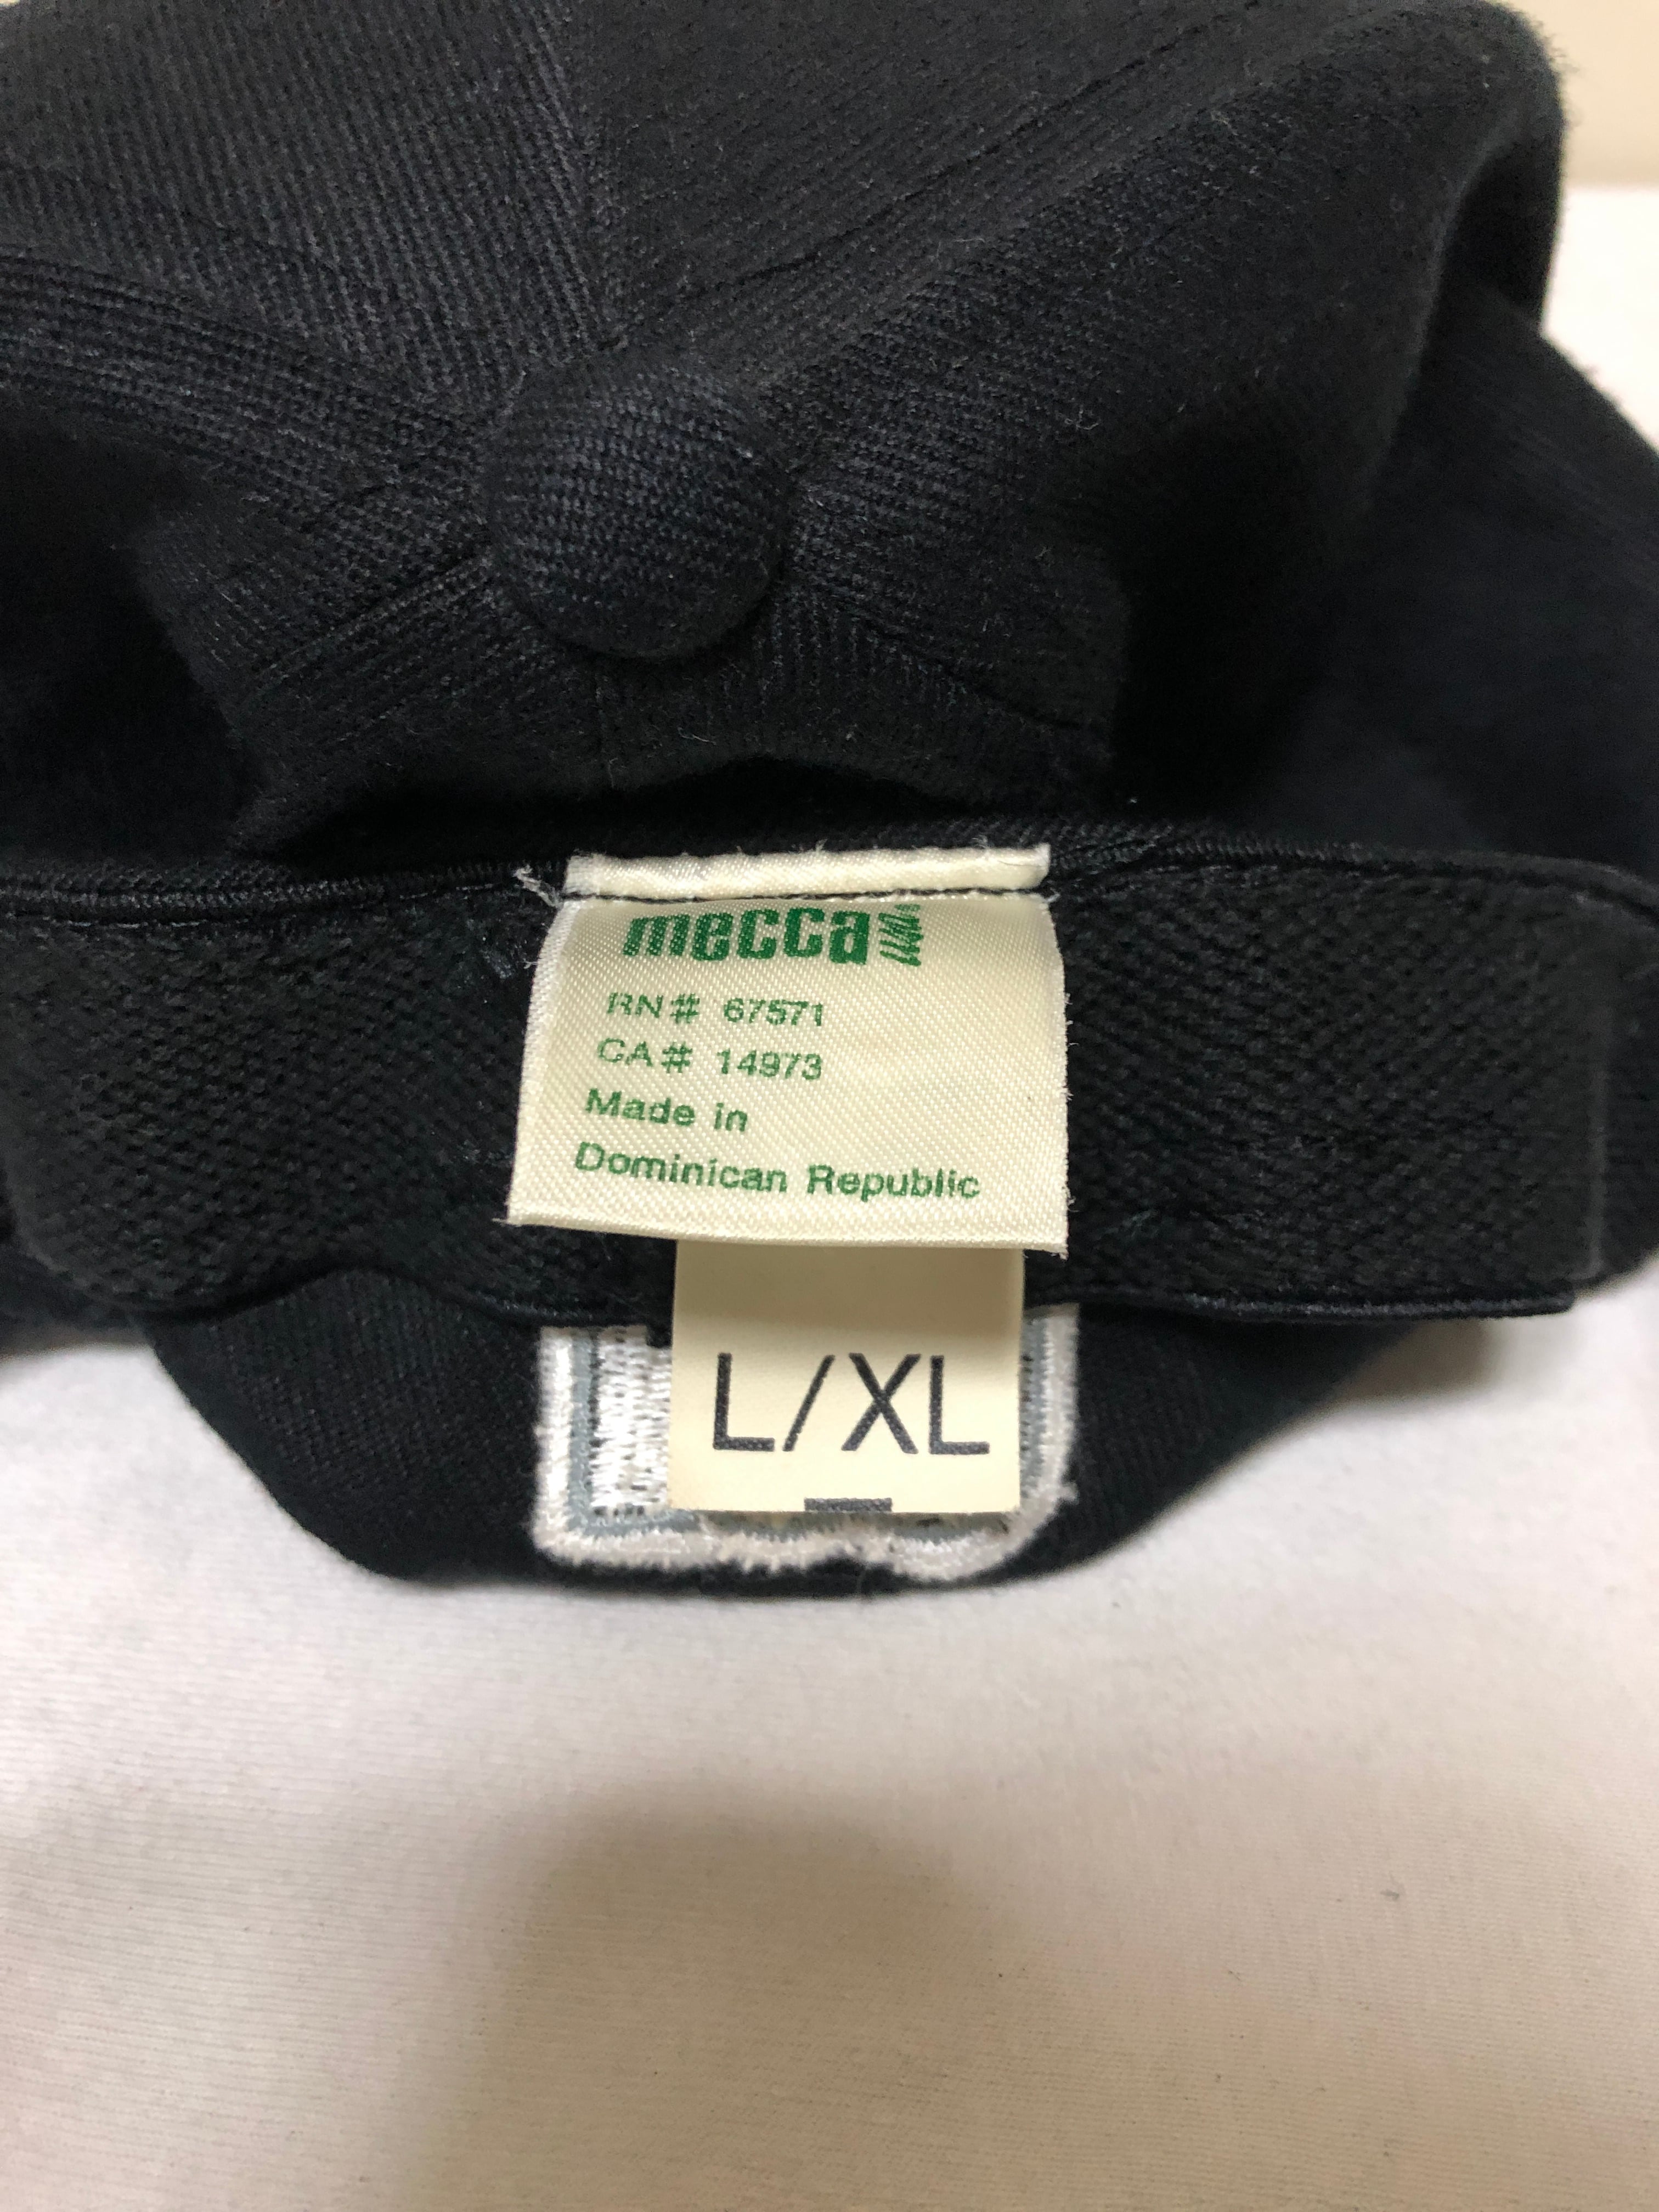 mecca
RN# 67571
CA# 14973
Made in
Dominican Republic
L/XL